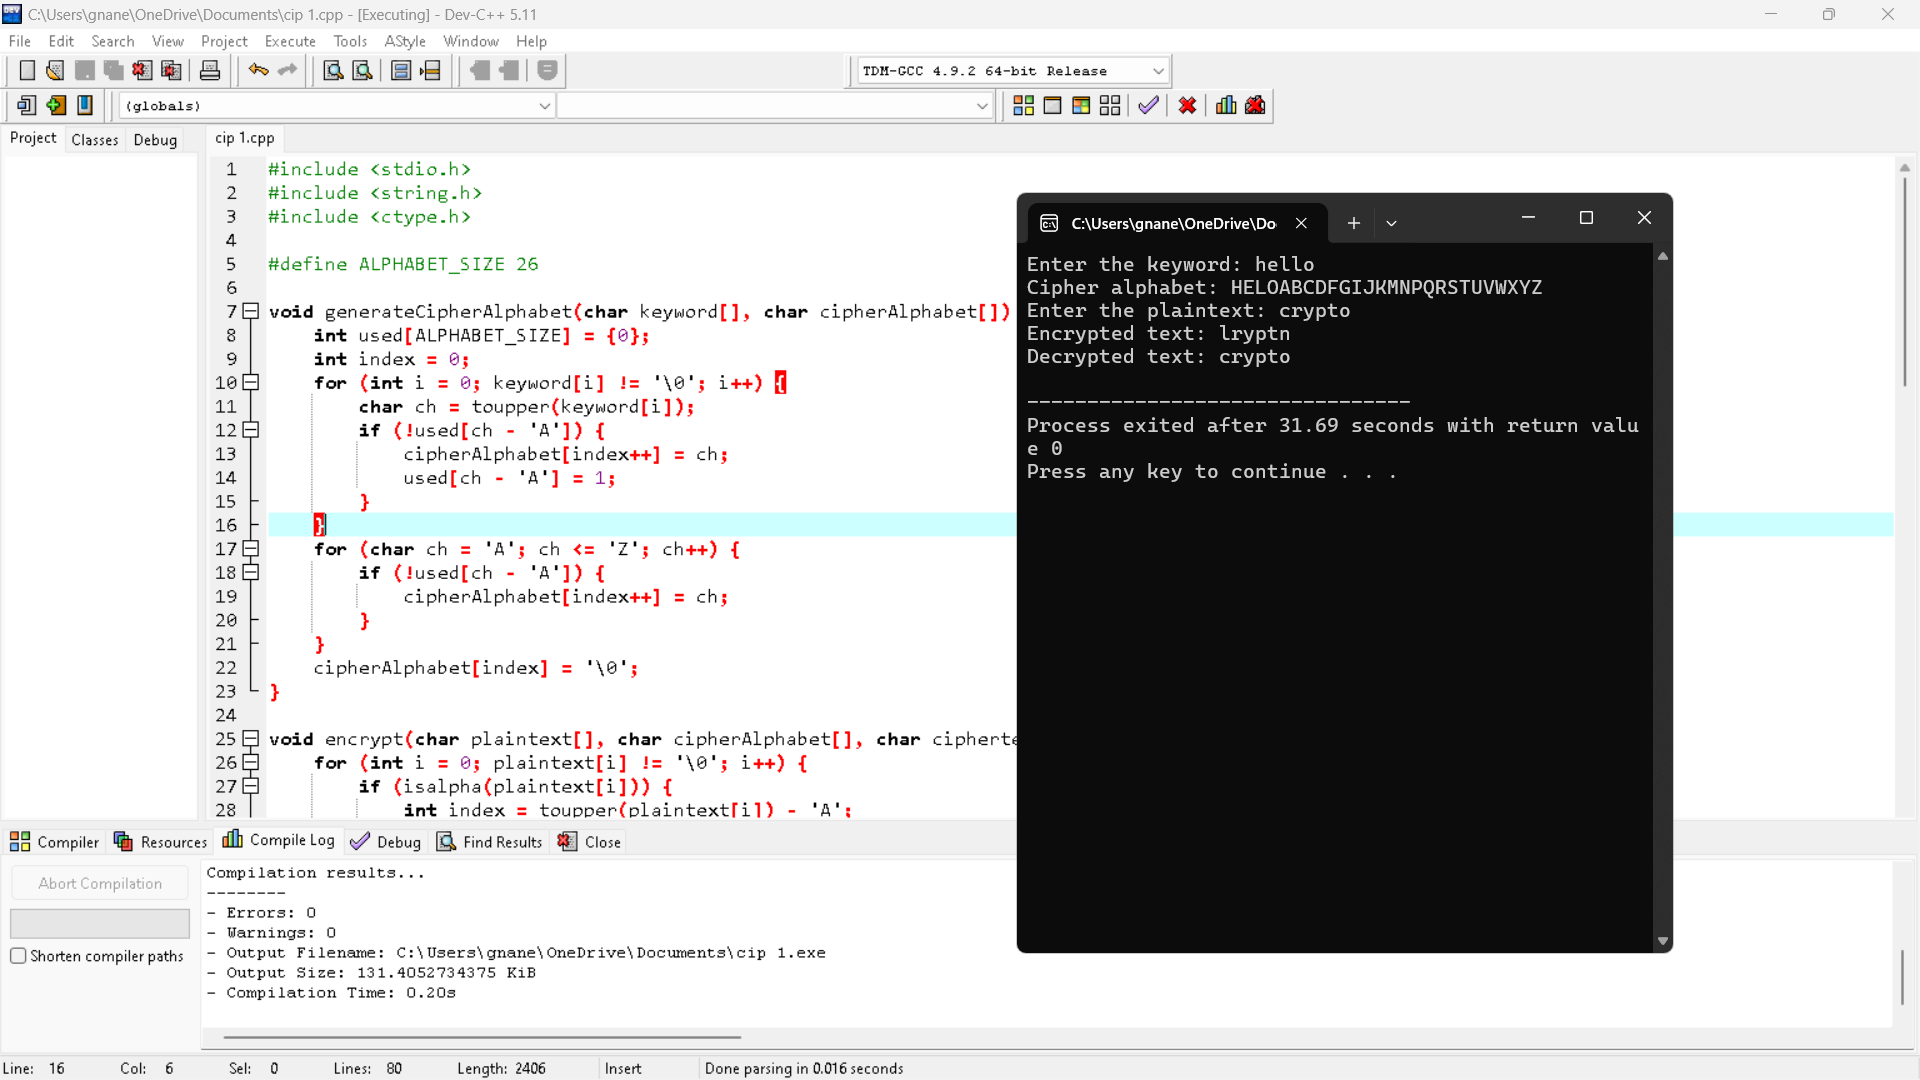 C:\Users\gnane\OneDrive\Documents\cip 1.cpp - [Executing] - Dev-C++ 5.11
File Edit Search View Project Execute Tools AStyle Window Help
TDM-GCC 4.9.2 64-bit Release
(globals)
Project Classes Debug
cip 1.cpp
1 #include <stdio.h>
2 #include <string.h>
3 #include <ctype.h>
4
5 #define ALPHABET_SIZE 26
6
7 void generateCipherAlphabet(char keyword[], char cipherAlphabet[])
8 int used[ALPHABET_SIZE] = {0};
9 int index = 0;
10 for (int i = 0; keyword[i] != '\0'; i++) {
11 char ch = toupper(keyword[i]);
12 if (!used[ch - 'A']) {
13 cipherAlphabet[index++] = ch;
14 used[ch - 'A'] = 1;
15 }
16 }
17 for (char ch = 'A'; ch <= 'Z'; ch++) {
18 if (!used[ch - 'A']) {
19 cipherAlphabet[index++] = ch;
20 }
21 }
22 cipherAlphabet[index] = '\0';
23 }
24
25 void encrypt(char plaintext[], char cipherAlphabet[], char cipherte
26 for (int i = 0; plaintext[i] != '\0'; i++) {
27 if (isalpha(plaintext[i])) {
28 int index = toupper(plaintext[i]) - 'A';
C:\Users\gnane\OneDrive\Do
Enter the keyword: hello
Cipher alphabet: HELOABCDFGIJKMNPQRSTUVWXYZ
Enter the plaintext: crypto
Encrypted text: lryptn
Decrypted text: crypto
--------------------------------
Process exited after 31.69 seconds with return valu
e 0
Press any key to continue . . .
Compiler Resources Compile Log Debug Find Results Close
Abort Compilation
Shorten compiler paths
Compilation results...
--------
- Errors: 0
- Warnings: 0
- Output Filename: C:\Users\gnane\OneDrive\Documents\cip 1.exe
- Output Size: 131.4052734375 KiB
- Compilation Time: 0.20s
Line: 16 Col: 6 Sel: 0 Lines: 80 Length: 2406 Insert Done parsing in 0.016 seconds